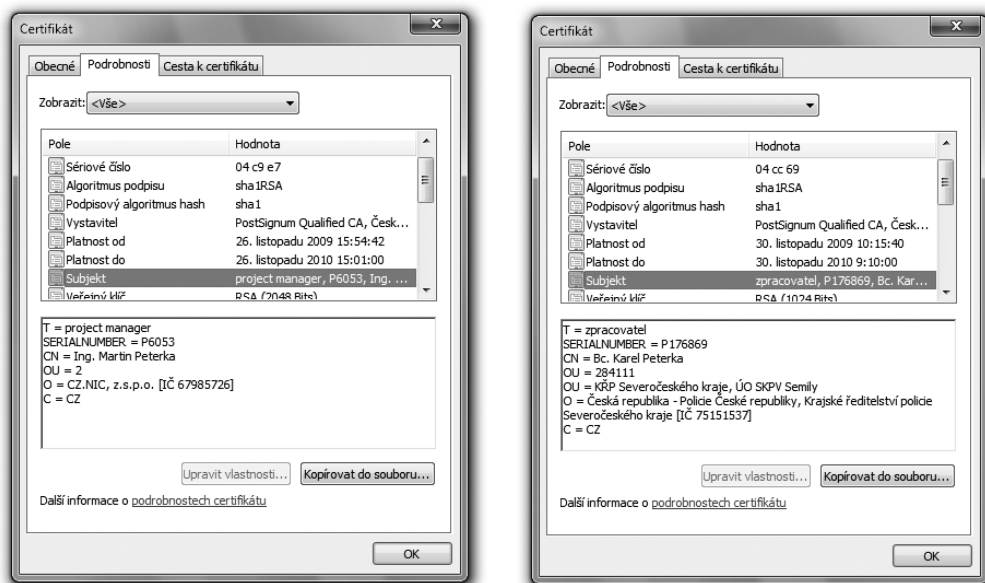 Certifikát
Obecné Podrobnosti Cesta k certifikátu
Zobrazit: <Vše>
Pole Hodnota
Sériové číslo 04 c9 e7
Algoritmus podpisu sha1RSA
Podpisový algoritmus hash sha1
Vystavitel PostSignum Qualified CA, Česk...
Platnost od 26. listopadu 2009 15:54:42
Platnost do 26. listopadu 2010 15:01:00
Subjekt project manager, P6053, Ing. ...
Veřejný klíč RSA (2048 Bits)
T = project manager
SERIALNUMBER = P6053
CN = Ing. Martin Peterka
OU = 2
O = CZ.NIC, z.s.p.o. [IČ 67985726]
C = CZ
Upravit vlastnosti... Kopírovat do souboru...
Další informace o podrobnostech certifikátu
OK
Certifikát
Obecné Podrobnosti Cesta k certifikátu
Zobrazit: <Vše>
Pole Hodnota
Sériové číslo 04 cc 69
Algoritmus podpisu sha1RSA
Podpisový algoritmus hash sha1
Vystavitel PostSignum Qualified CA, Česk...
Platnost od 30. listopadu 2009 10:15:40
Platnost do 30. listopadu 2010 9:10:00
Subjekt zpracovatel, P176869, Bc. Kar...
Veřejný klíč RSA (1024 Bits)
T = zpracovatel
SERIALNUMBER = P176869
CN = Bc. Karel Peterka
OU = 284111
OU = KŘP Severočeského kraje, ÚO SKPV Semily
O = Česká republika - Policie České republiky, Krajské ředitelství policie
Severočeského kraje [IČ 75151537]
C = CZ
Upravit vlastnosti... Kopírovat do souboru...
Další informace o podrobnostech certifikátu
OK